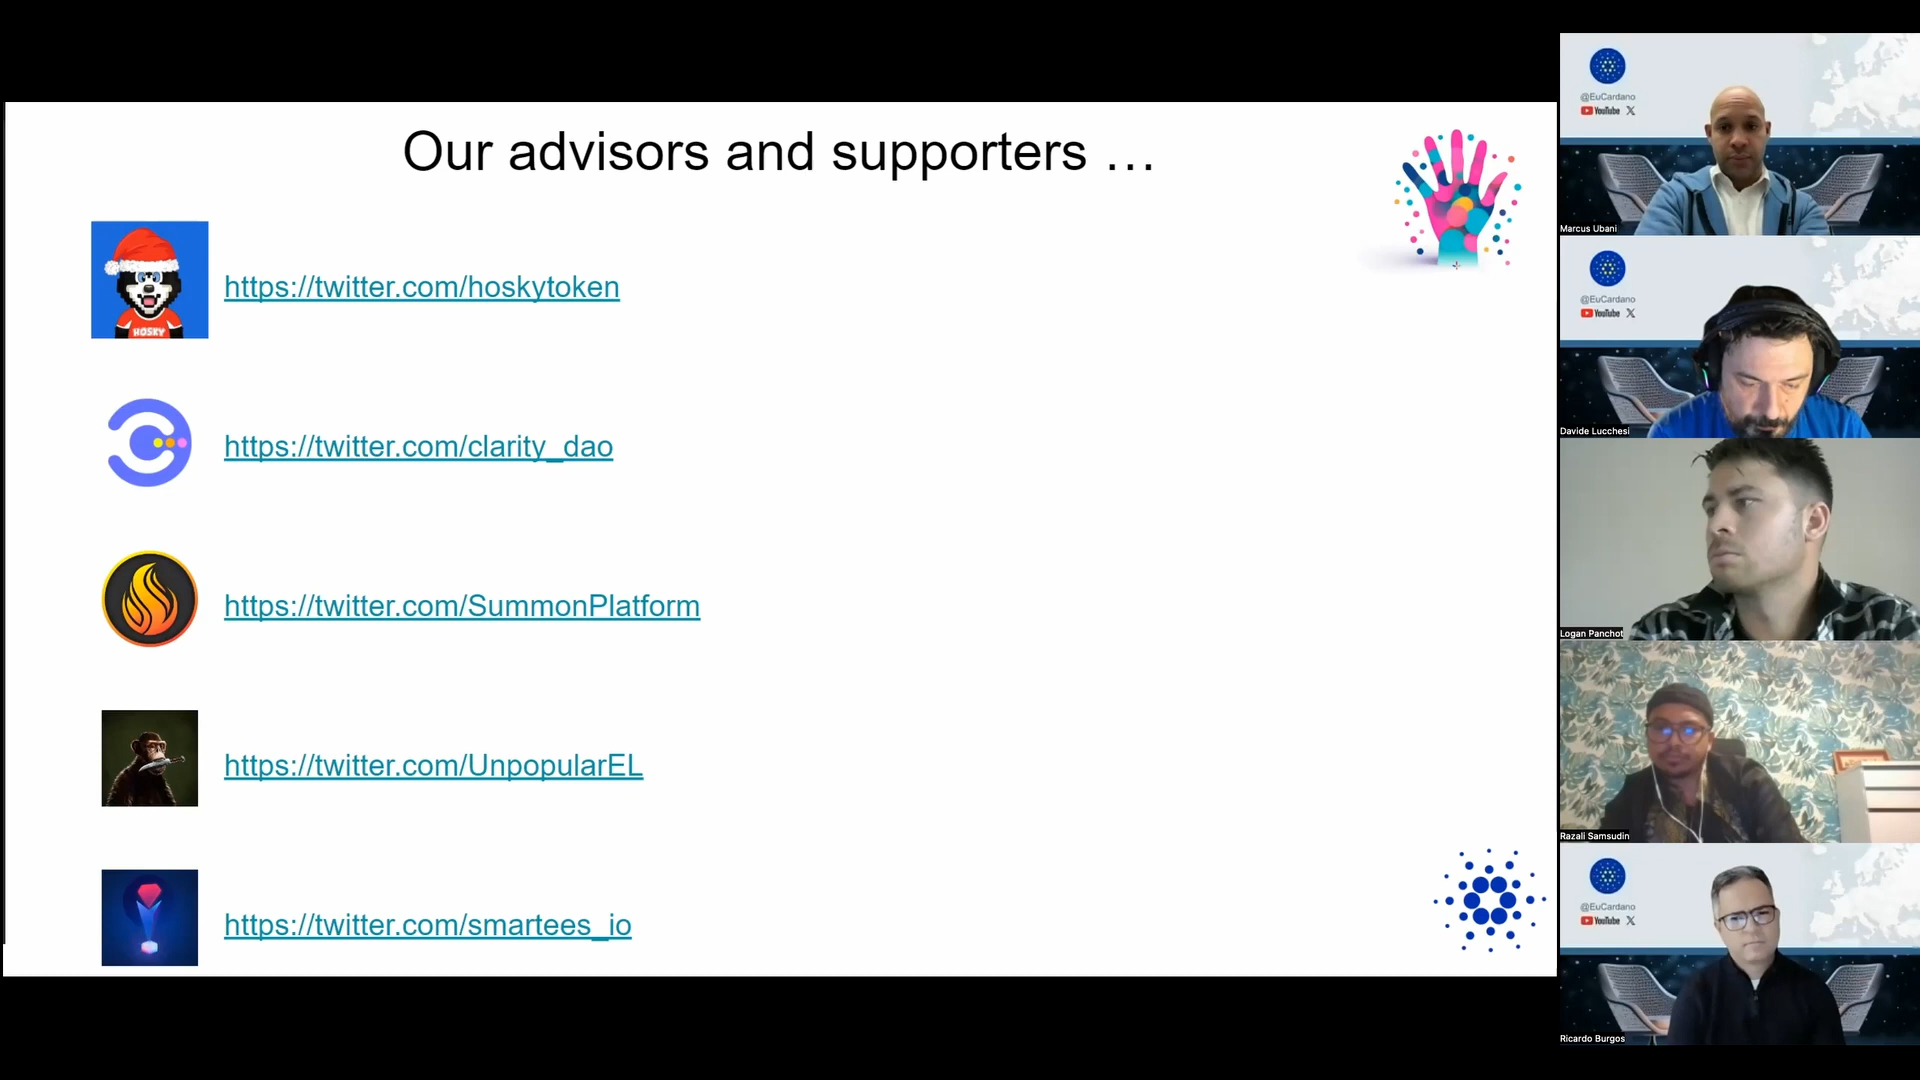 Our advisors and supporters …
HOSKY
https://twitter.com/hoskytoken
https://twitter.com/clarity_dao
https://twitter.com/SummonPlatform
https://twitter.com/UnpopularEL
https://twitter.com/smartees_io
@EuCardano
YouTube X
Marcus Ubani
@EuCardano
YouTube X
Davide Lucchesi
Logan Panchot
Razali Samsudin
@EuCardano
YouTube X
Ricardo Burgos